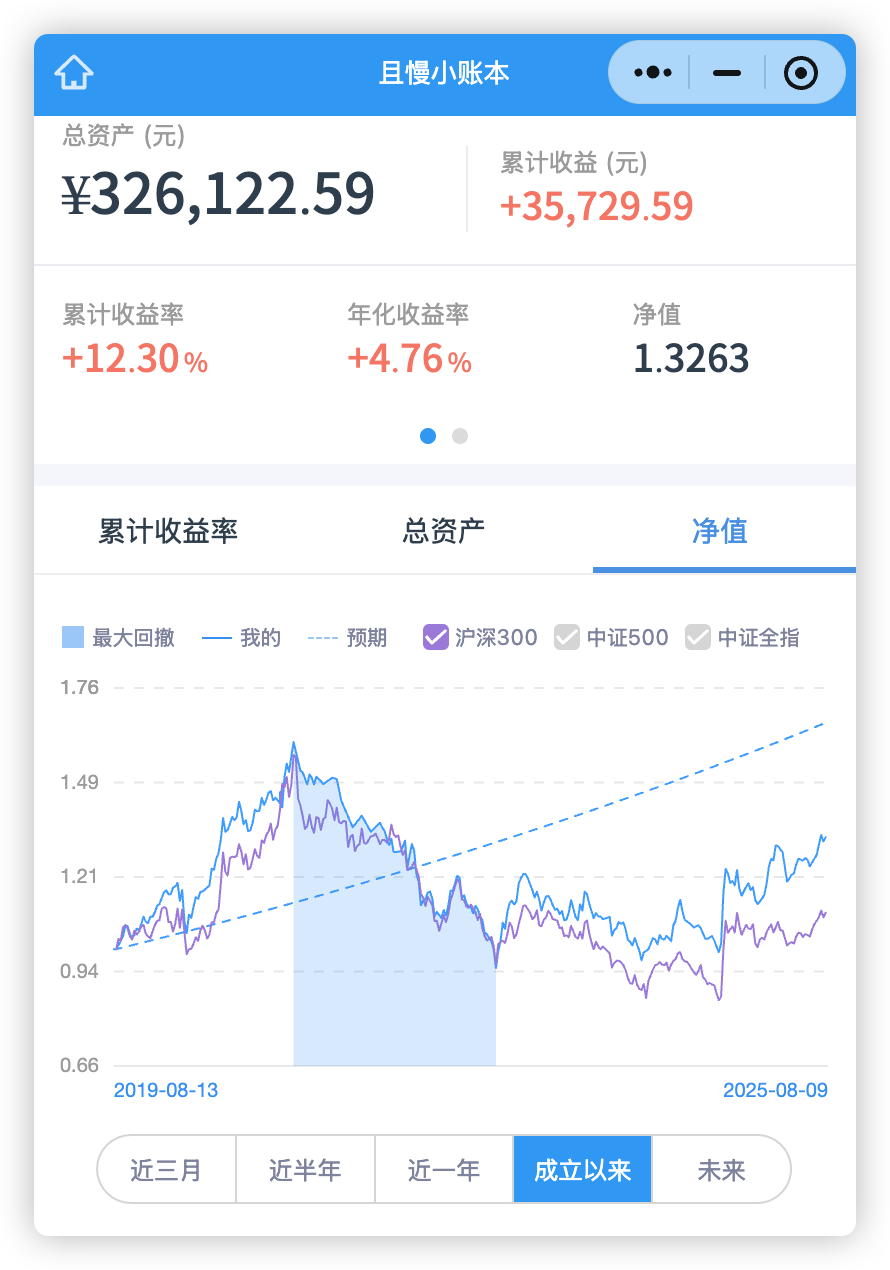 且慢小账本
总资产 (元)
¥326,122.59
累计收益 (元)
+35,729.59
累计收益率 年化收益率 净值
+12.30% +4.76% 1.3263
累计收益率 总资产 净值
最大回撤 我的 预期 沪深300 中证500 中证全指
1.76
1.49
1.21
0.94
0.66
2019-08-13 2025-08-09
近三月 近半年 近一年 成立以来 未来